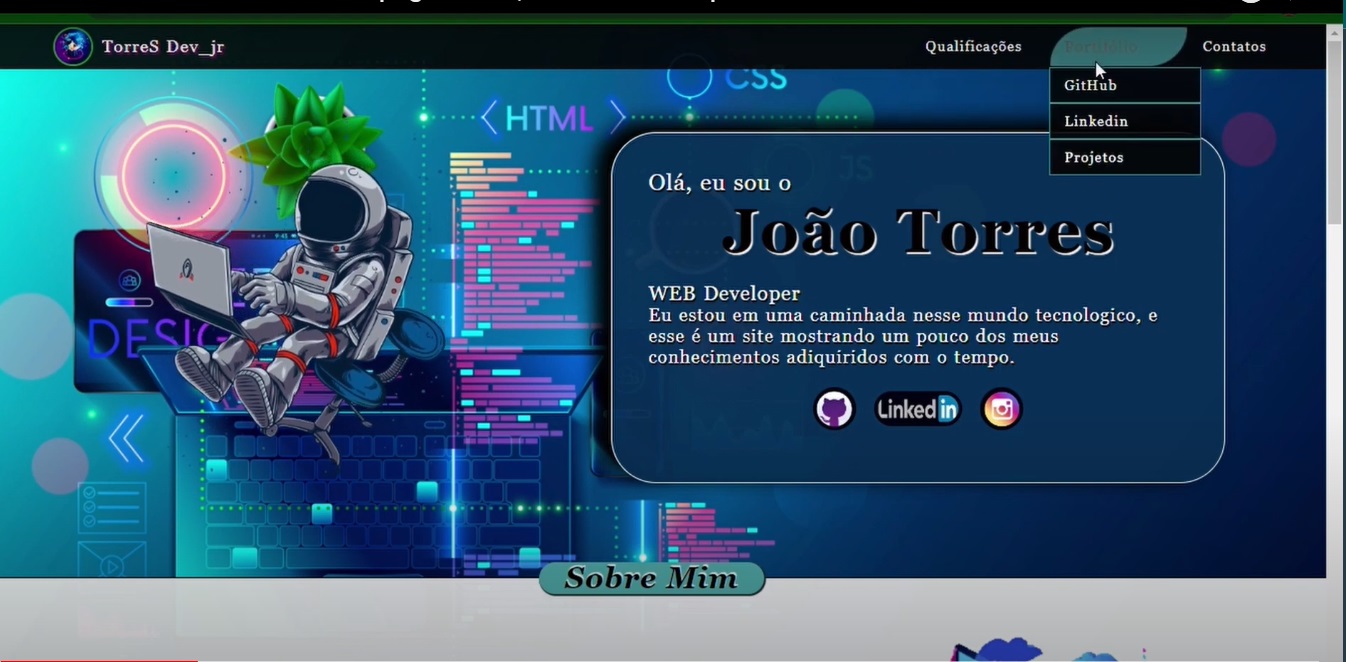 TorreS Dev_jr
Qualificações
Portifólio
Contatos
GitHub
Linkedin
Projetos
CSS
HTML
JS
DESIG
Olá, eu sou o
João Torres
WEB Developer
Eu estou em uma caminhada nesse mundo tecnologico, e
esse é um site mostrando um pouco dos meus
conhecimentos adiquiridos com o tempo.
Linked in
Sobre Mim